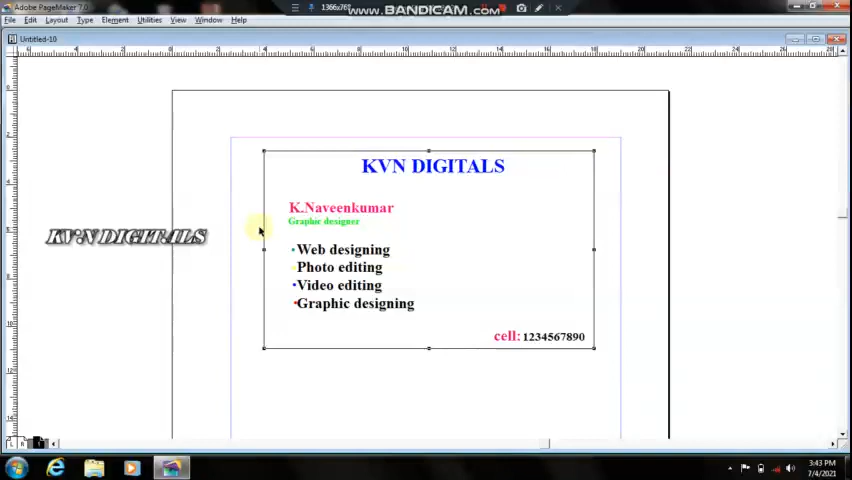 Adobe PageMaker 7.0
1366x768
www.BANDICAM.com
File Edit Layout Type Element Utilities View Window Help
Untitled-10
KVN DIGITALS
K.Naveenkumar
Graphic designer
KVN DIGITALS
•Web designing
•Photo editing
•Video editing
•Graphic designing
cell: 1234567890
L R 1
3:43 PM
7/4/2021